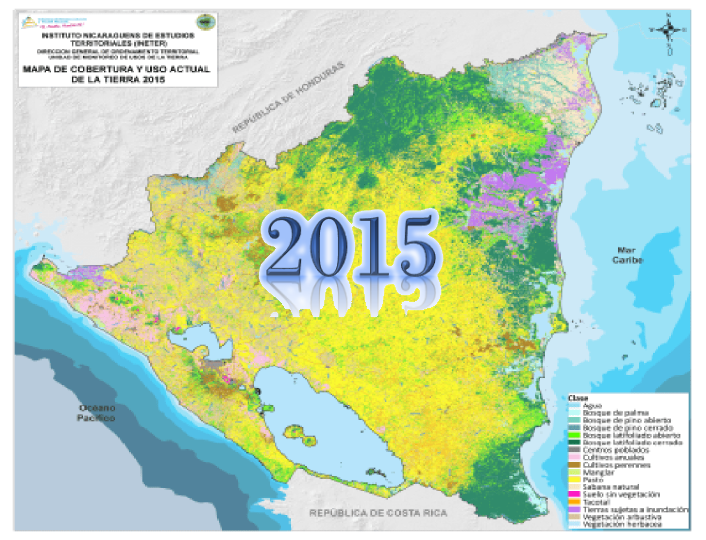 INSTITUTO NICARAGUENS DE ESTUDIOS
TERRITORIALES (INETER)
DIRECCION GENERAL DE ORDENAMIENTO TERRITORIAL
UNIDAD DE MONITOREO DE USOS DE LA TIERRA
MAPA DE COBERTURA Y USO ACTUAL
DE LA TIERRA 2015
REPÚBLICA DE HONDURAS
2015
Mar
Caribe
Oceano
Pacifico
REPÚBLICA DE COSTA RICA
Clase
Agua
Bosque de palma
Bosque de pino abierto
Bosque de pino cerrado
Bosque latifoliado abierto
Bosque latifoliado cerrado
Centros poblados
Cultivos anuales
Cultivos perennes
Manglar
Pasto
Sabana natural
Suelo sin vegetación
Tacotal
Tierras sujetas a inundación
Vegetación arbustiva
Vegetación herbacea